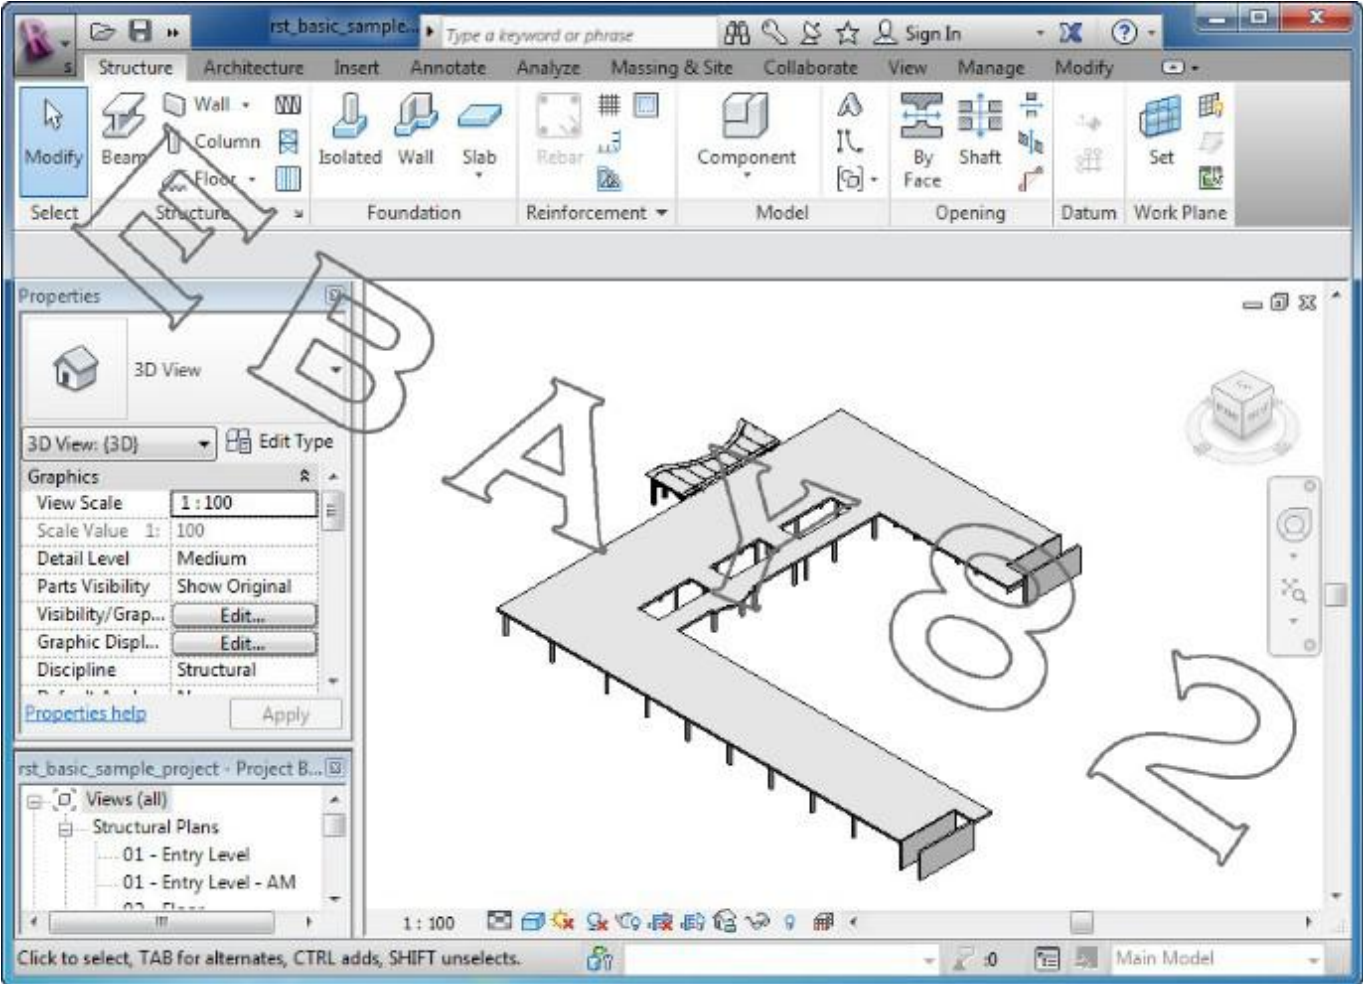 rst_basic_sample... Type a keyword or phrase Sign In
Structure Architecture Insert Annotate Analyze Massing & Site Collaborate View Manage Modify
Modify Beam Wall Column Floor Isolated Wall Slab Rebar Component By Face Shaft Set
Select Structure Foundation Reinforcement Model Opening Datum Work Plane
EBAY82
Properties
3D View
3D View: {3D} Edit Type
Graphics
View Scale 1 : 100
Scale Value 1: 100
Detail Level Medium
Parts Visibility Show Original
Visibility/Grap... Edit...
Graphic Displ... Edit...
Discipline Structural
Properties help Apply
rst_basic_sample_project - Project B...
Views (all)
Structural Plans
01 - Entry Level
01 - Entry Level - AM
1 : 100
Click to select, TAB for alternates, CTRL adds, SHIFT unselects. :0 Main Model